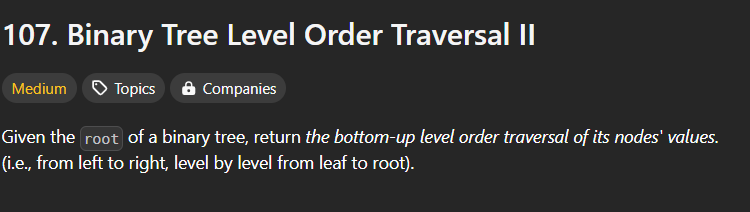 107. Binary Tree Level Order Traversal II
Medium Topics Companies
Given the root of a binary tree, return the bottom-up level order traversal of its nodes' values.
(i.e., from left to right, level by level from leaf to root).